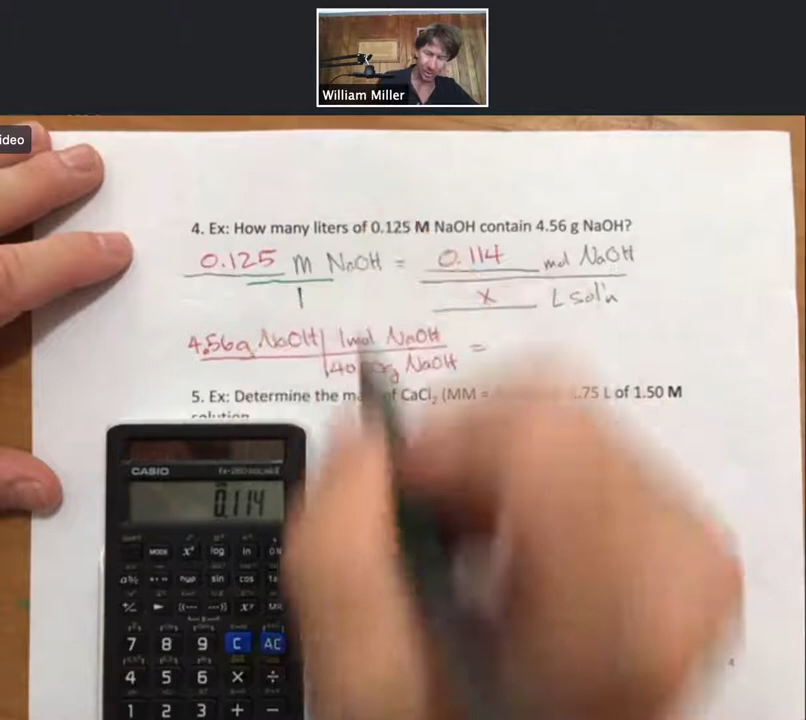 William Miller
ideo
4. Ex: How many liters of 0.125 M NaOH contain 4.56 g NaOH?
0.125 M NaOH = 0.114 mol NaOH
1 x L sol'n
4.56g NaOH 1mol NaOH =
NaOH
5. Ex: Determine the of CaCl₂ (MM = .75 L of 1.50 M
solution
CASIO
0.114
MODE x² log ln
sin cos
7 8 9 C AC
4 5 6 × ÷
1 2 3 + −
4